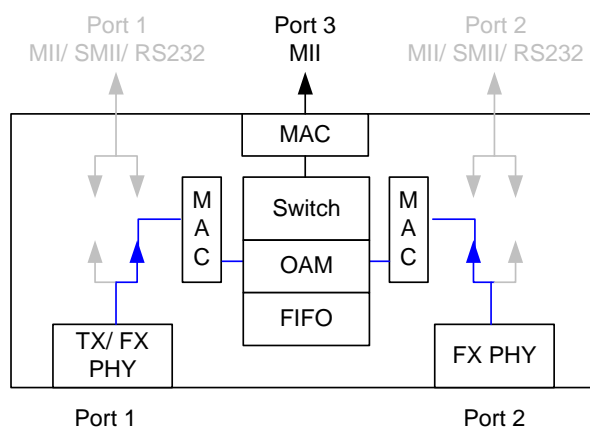 Port 1
MII/ SMII/ RS232
Port 3
MII
Port 2
MII/ SMII/ RS232
MAC
M
A
C
Switch
OAM
FIFO
M
A
C
TX/ FX
PHY
FX PHY
Port 1
Port 2